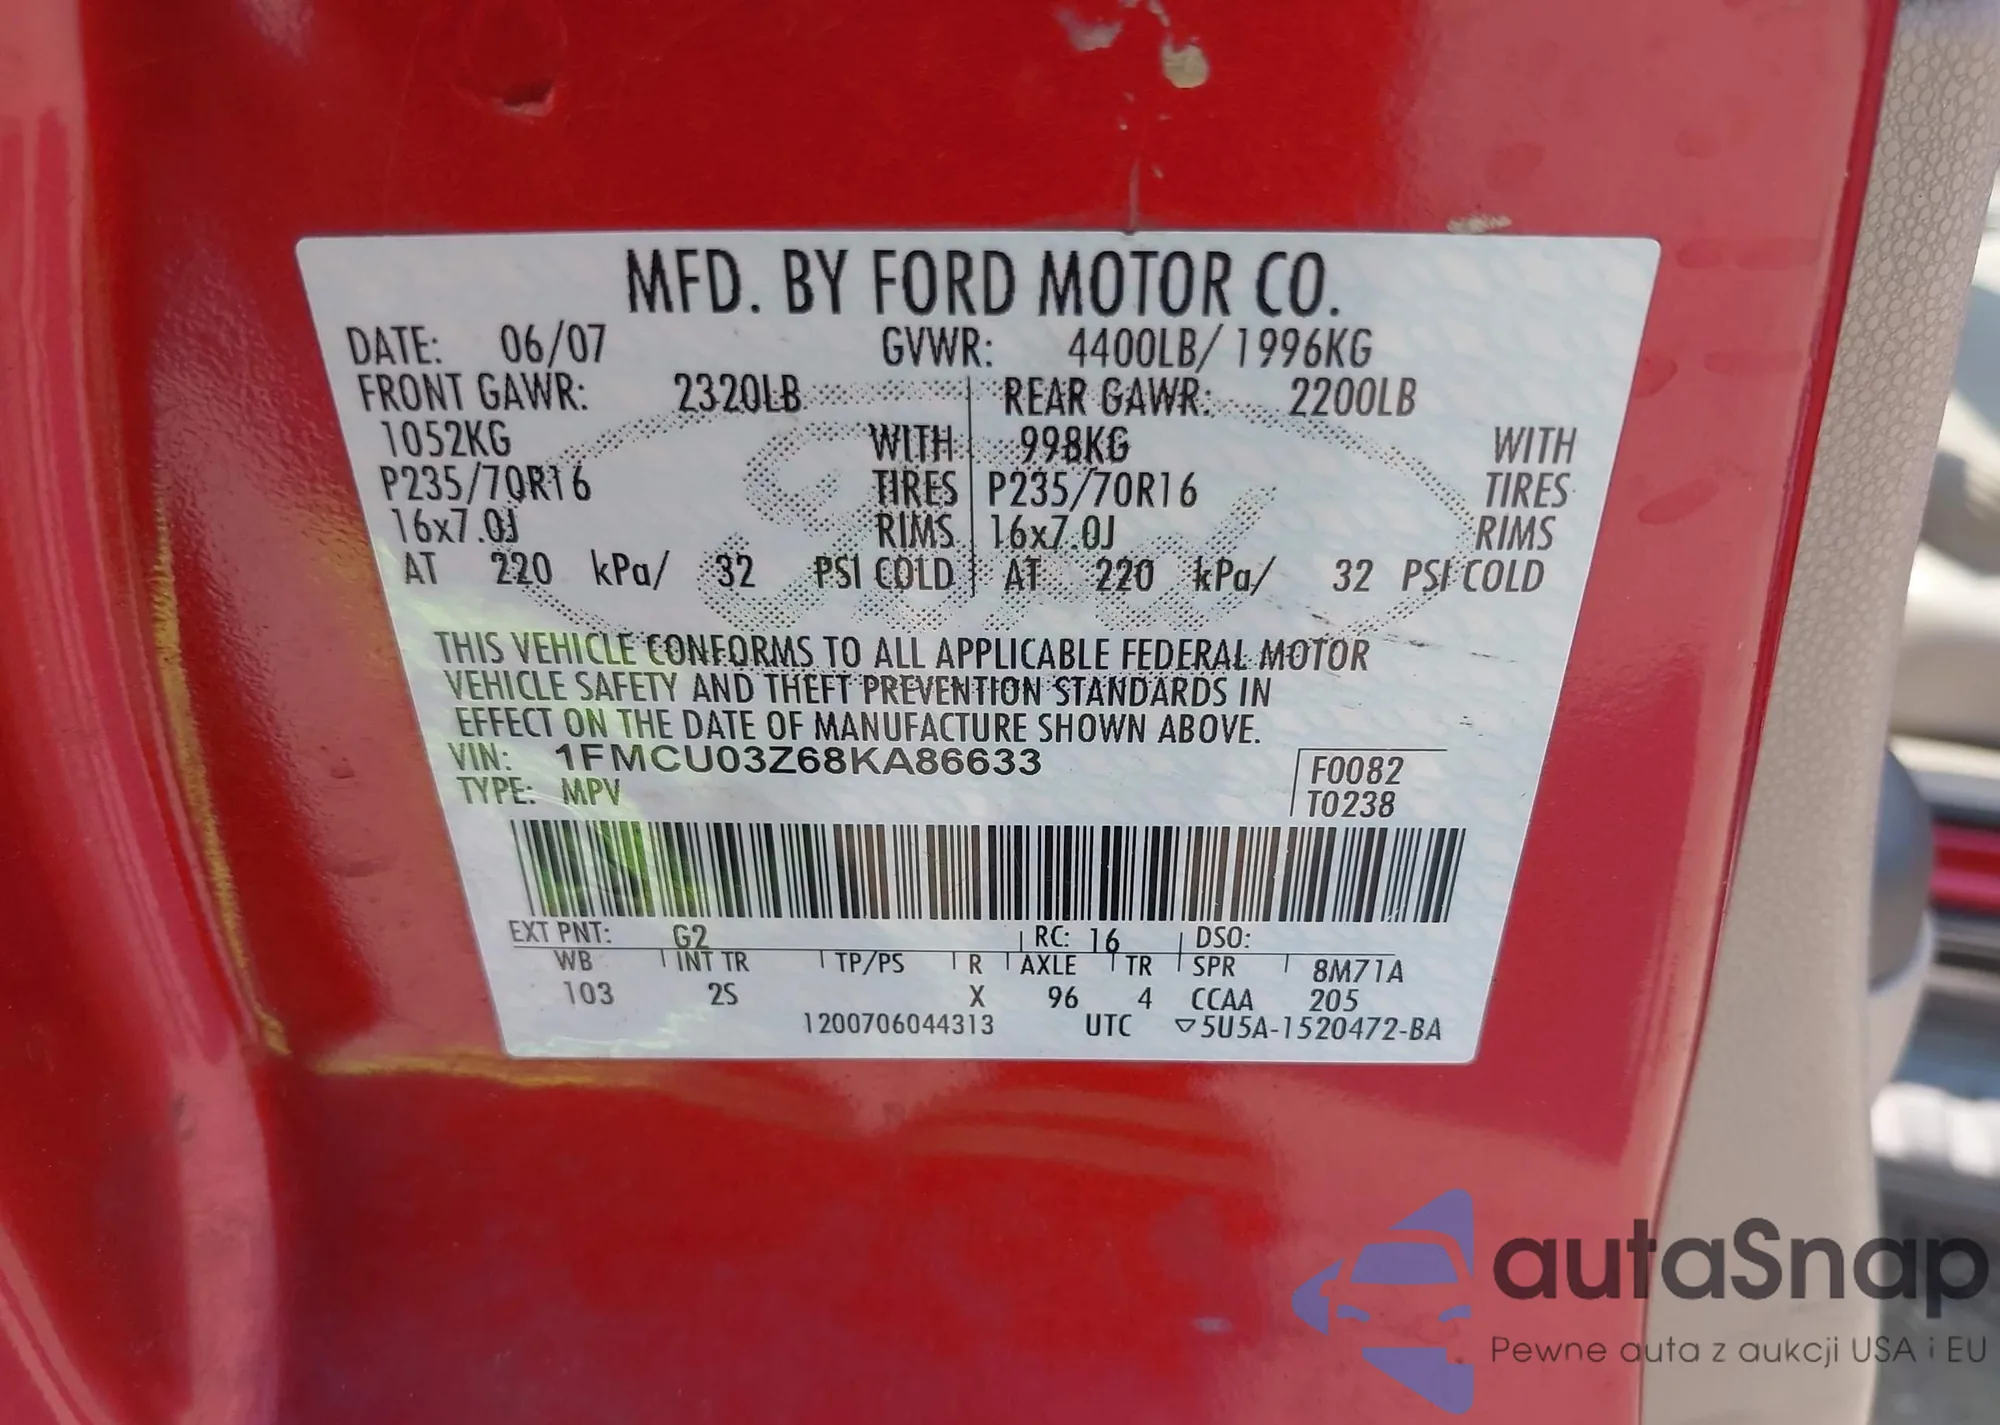 MFD. BY FORD MOTOR CO.
DATE: 06/07 GVWR: 4400LB/ 1996KG
FRONT GAWR: 2320LB REAR GAWR: 2200LB
1052KG WITH 998KG WITH
P235/70R16 TIRES P235/70R16 TIRES
16x7.0J RIMS 16x7.0J RIMS
AT 220 kPa/ 32 PSI COLD AT 220 kPa/ 32 PSI COLD
THIS VEHICLE CONFORMS TO ALL APPLICABLE FEDERAL MOTOR
VEHICLE SAFETY AND THEFT PREVENTION STANDARDS IN
EFFECT ON THE DATE OF MANUFACTURE SHOWN ABOVE.
VIN: 1FMCU03Z68KA86633
F0082
TYPE: MPV T0238
EXT PNT: G2 RC: 16 DSO:
WB INT TR TP/PS R AXLE TR SPR 8M71A
103 2S X 96 4 CCAA 205
1200706044313 UTC ▽5U5A-1520472-BA
autaSnap
Pewne auta z aukcji USA i EU